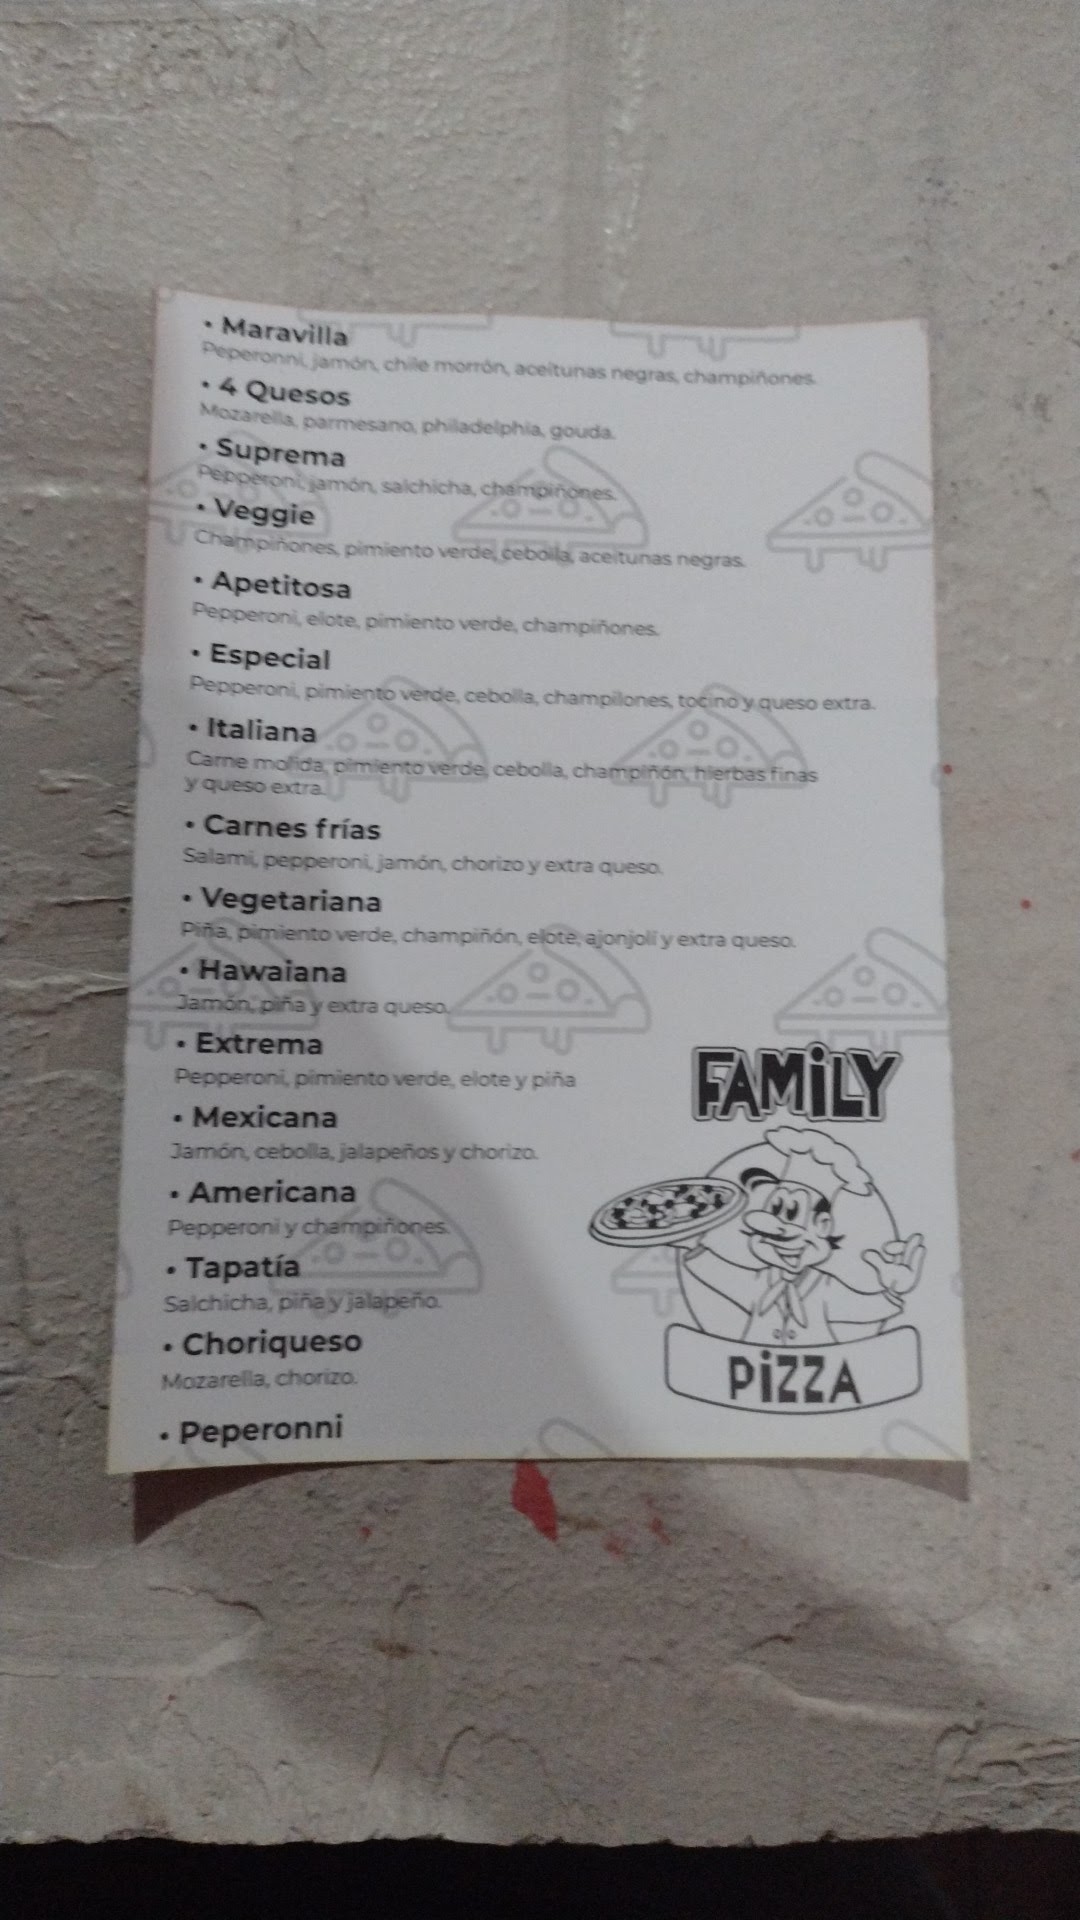 • Maravilla
Peperonni, jamón, chile morrón, aceitunas negras, champiñones.
• 4 Quesos
Mozarella, parmesano, philadelphia, gouda.
• Suprema
Pepperoni, jamón, salchicha, champiñones.
• Veggie
Champiñones, pimiento verde, cebolla, aceitunas negras.
• Apetitosa
Pepperoni, elote, pimiento verde, champiñones.
• Especial
Pepperoni, pimiento verde, cebolla, champilones, tocino y queso extra.
• Italiana
Carne molida, pimiento verde, cebolla, champiñón, hierbas finas
y queso extra.
• Carnes frías
Salami, pepperoni, jamón, chorizo y extra queso.
• Vegetariana
Piña, pimiento verde, champiñón, elote, ajonjolí y extra queso.
• Hawaiana
Jamón, piña y extra queso.
• Extrema
Pepperoni, pimiento verde, elote y piña
• Mexicana
Jamón, cebolla, jalapeños y chorizo.
• Americana
Pepperoni y champiñones.
• Tapatía
Salchicha, piña y jalapeño.
• Choriqueso
Mozarella, chorizo.
• Peperonni
FAMiLY
PiZZA